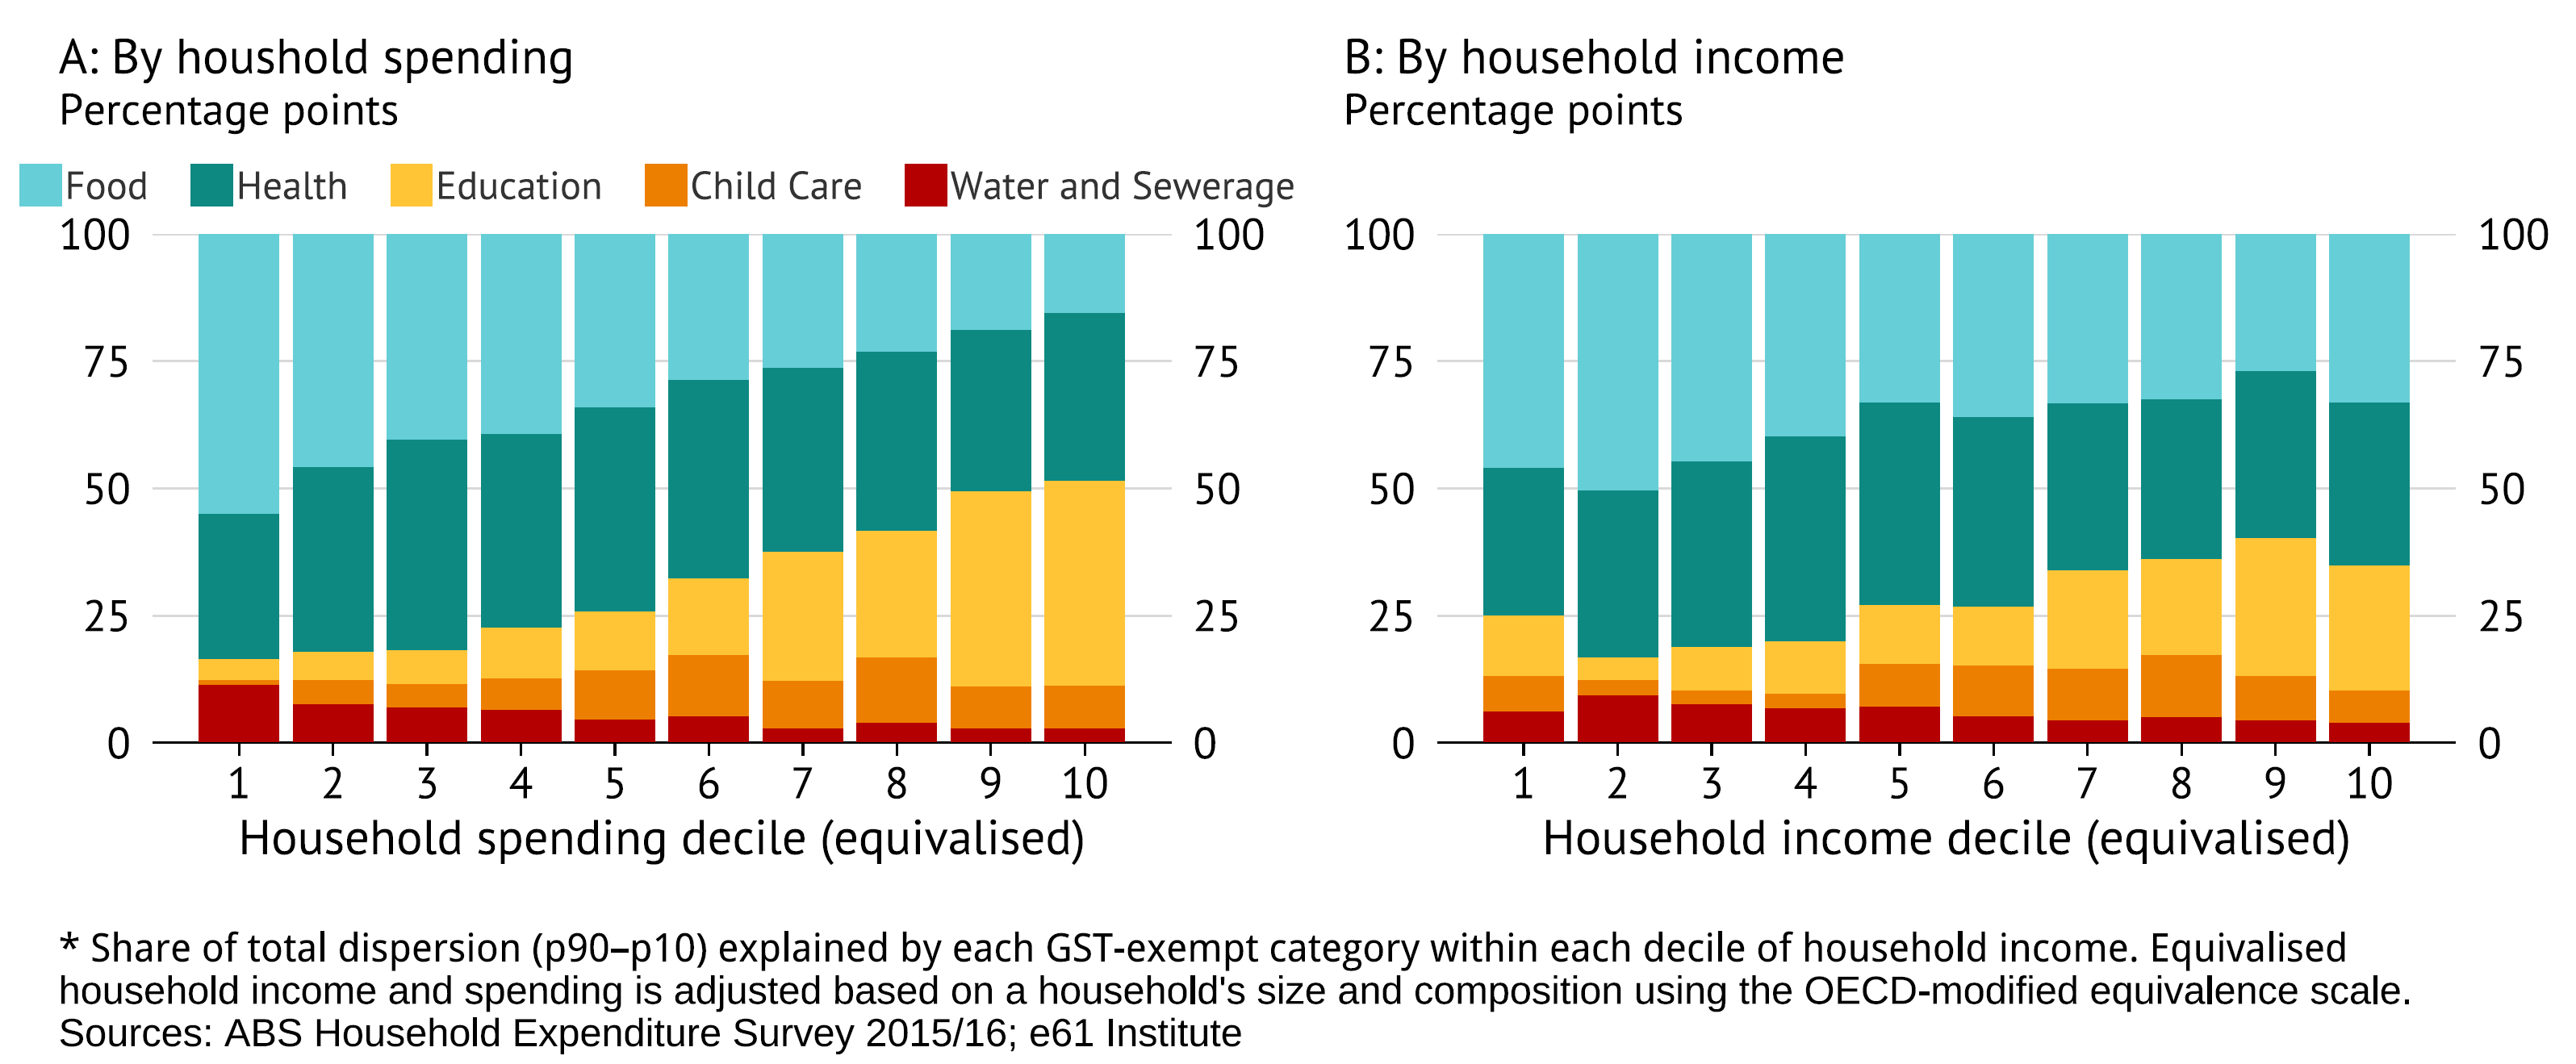 A: By houshold spending
Percentage points
Food Health Education Child Care Water and Sewerage
100 100
75 75
50 50
25 25
0 0
1 2 3 4 5 6 7 8 9 10
Household spending decile (equivalised)
B: By household income
Percentage points
100 100
75 75
50 50
25 25
0 0
1 2 3 4 5 6 7 8 9 10
Household income decile (equivalised)
* Share of total dispersion (p90–p10) explained by each GST-exempt category within each decile of household income. Equivalised
household income and spending is adjusted based on a household's size and composition using the OECD-modified equivalence scale.
Sources: ABS Household Expenditure Survey 2015/16; e61 Institute